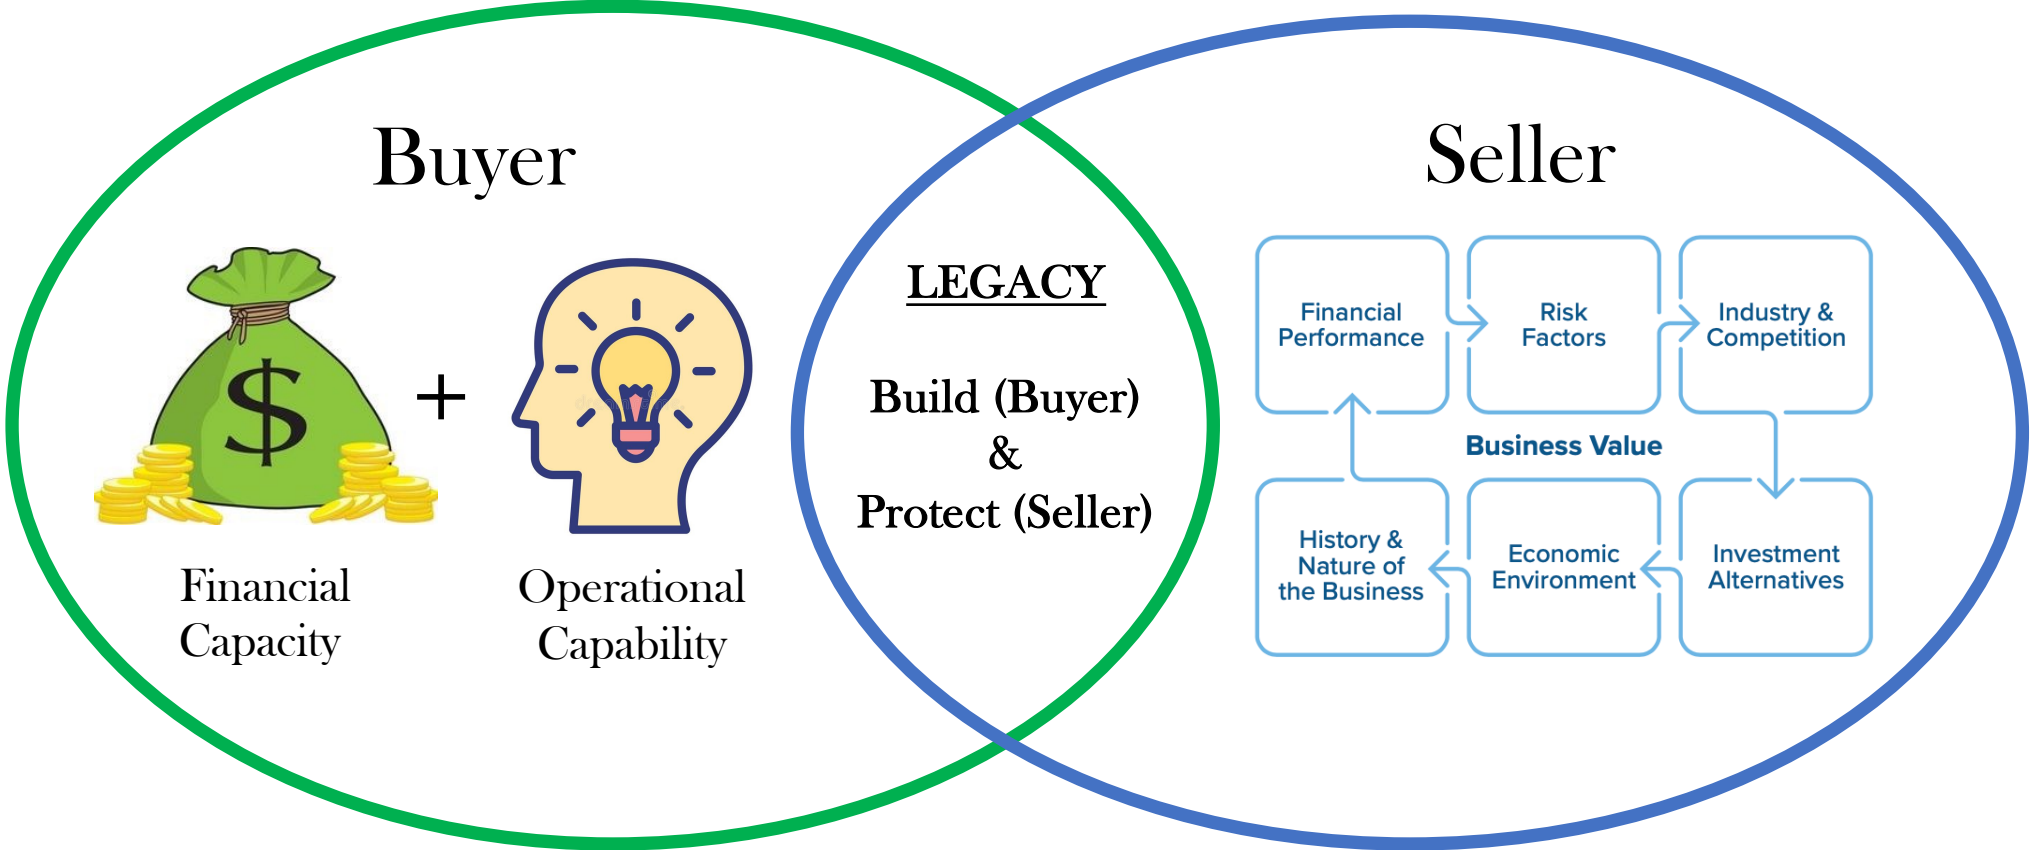 Buyer
$
+
Financial
Capacity
Operational
Capability
LEGACY
Build (Buyer)
&
Protect (Seller)
Seller
Financial
Performance
Risk
Factors
Industry &
Competition
Business Value
History &
Nature of
the Business
Economic
Environment
Investment
Alternatives